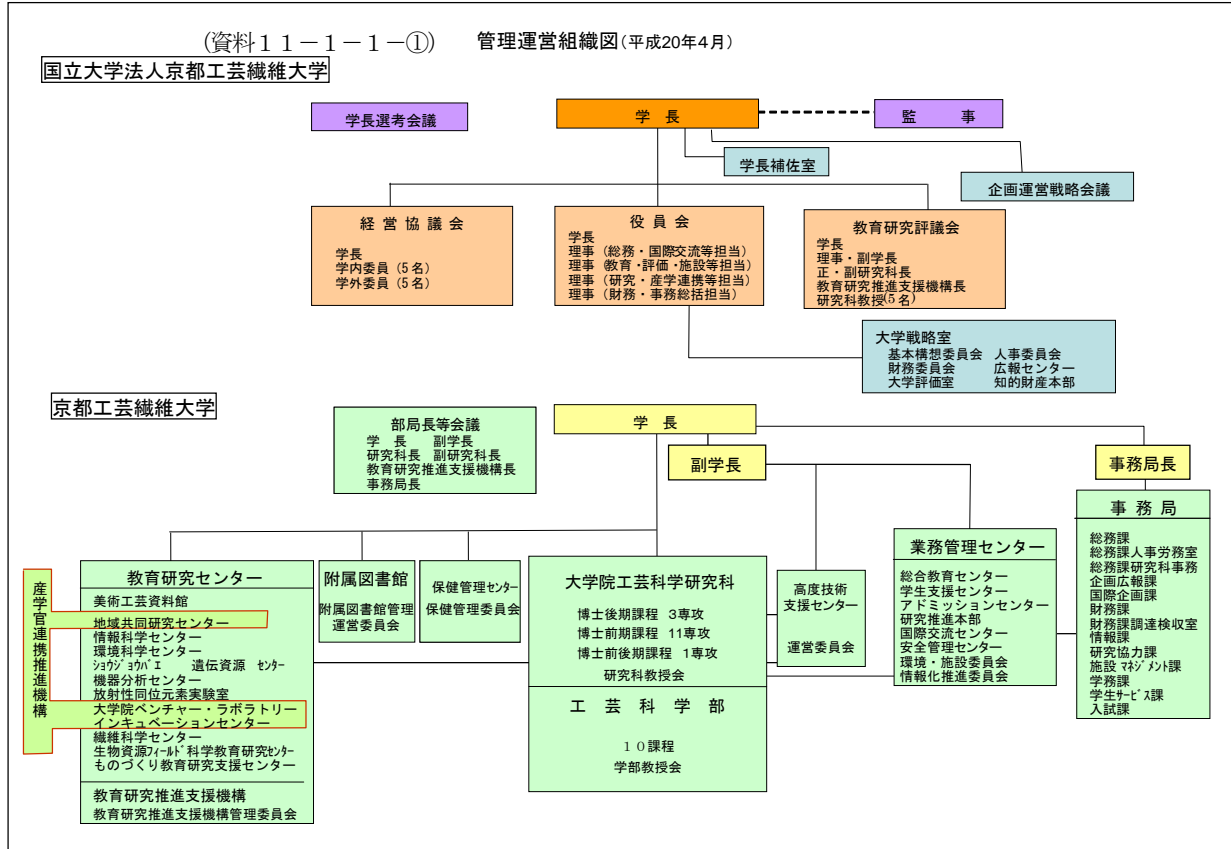 (資料11-1-1-①) 管理運営組織図(平成20年4月)
国立大学法人京都工芸繊維大学
学長選考会議
学長
監事
学長補佐室
企画運営戦略会議
経営協議会
学長
学内委員(5名)
学外委員(5名)
役員会
学長
理事(総務・国際交流等担当)
理事(教育・評価・施設等担当)
理事(研究・産学連携等担当)
理事(財務・事務総括担当)
教育研究評議会
学長
理事・副学長
正・副研究科長
教育研究推進支援機構長
研究科教授(5名)
大学戦略室
基本構想委員会 人事委員会
財務委員会 広報センター
大学評価室 知的財産本部
京都工芸繊維大学
部局長等会議
学長 副学長
研究科長 副研究科長
教育研究推進支援機構長
事務局長
学長
副学長
事務局長
産学官連携推進機構
教育研究センター
美術工芸資料館
地域共同研究センター
情報科学センター
環境科学センター
ショウジョウバエ 遺伝資源 センター
機器分析センター
放射性同位元素実験室
大学院ベンチャー・ラボラトリー
インキュベーションセンター
繊維科学センター
生物資源フィールド科学教育研究センター
ものづくり教育研究支援センター
教育研究推進支援機構
教育研究推進支援機構管理委員会
附属図書館
附属図書館管理
運営委員会
保健管理センター
保健管理委員会
大学院工芸科学研究科
博士後期課程 3専攻
博士前期課程 11専攻
博士前後期課程 1専攻
研究科教授会
工芸科学部
10課程
学部教授会
高度技術
支援センター
運営委員会
業務管理センター
総合教育センター
学生支援センター
アドミッションセンター
研究推進本部
国際交流センター
安全管理センター
環境・施設委員会
情報化推進委員会
事務局
総務課
総務課人事労務室
総務課研究科事務
企画広報課
国際企画課
財務課
財務課調達検収室
情報課
研究協力課
施設マネジメント課
学務課
学生サービス課
入試課